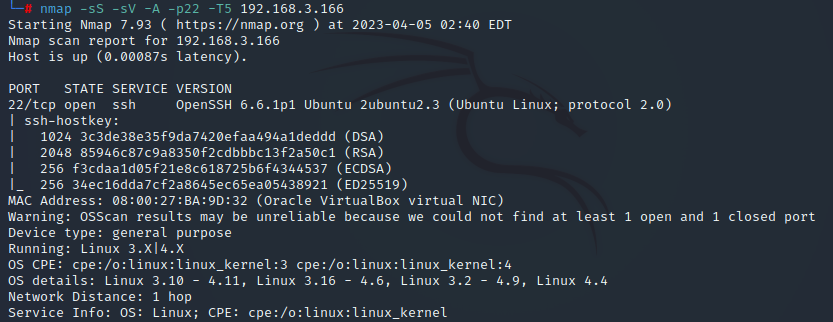 └─# nmap -sS -sV -A -p22 -T5 192.168.3.166
Starting Nmap 7.93 ( https://nmap.org ) at 2023-04-05 02:40 EDT
Nmap scan report for 192.168.3.166
Host is up (0.00087s latency).

PORT   STATE SERVICE VERSION
22/tcp open  ssh     OpenSSH 6.6.1p1 Ubuntu 2ubuntu2.3 (Ubuntu Linux; protocol 2.0)
| ssh-hostkey:
|   1024 3c3de38e35f9da7420efaa494a1deddd (DSA)
|   2048 85946c87c9a8350f2cdbbbc13f2a50c1 (RSA)
|   256 f3cdaa1d05f21e8c618725b6f4344537 (ECDSA)
|_  256 34ec16dda7cf2a8645ec65ea05438921 (ED25519)
MAC Address: 08:00:27:BA:9D:32 (Oracle VirtualBox virtual NIC)
Warning: OSScan results may be unreliable because we could not find at least 1 open and 1 closed port
Device type: general purpose
Running: Linux 3.X|4.X
OS CPE: cpe:/o:linux:linux_kernel:3 cpe:/o:linux:linux_kernel:4
OS details: Linux 3.10 - 4.11, Linux 3.16 - 4.6, Linux 3.2 - 4.9, Linux 4.4
Network Distance: 1 hop
Service Info: OS: Linux; CPE: cpe:/o:linux:linux_kernel